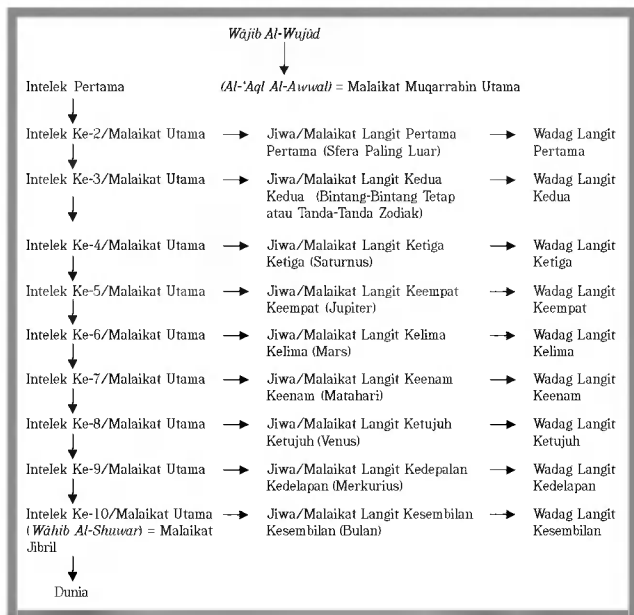 Wâjib Al-Wujûd
Intelek Pertama (Al-'Aql Al-Awwal) = Malaikat Muqarrabin Utama
Intelek Ke-2/Malaikat Utama → Jiwa/Malaikat Langit Pertama → Wadag Langit
Pertama (Sfera Paling Luar) Pertama
Intelek Ke-3/Malaikat Utama → Jiwa/Malaikat Langit Kedua → Wadag Langit
Kedua (Bintang-Bintang Tetap Kedua
atau Tanda-Tanda Zodiak)
Intelek Ke-4/Malaikat Utama → Jiwa/Malaikat Langit Ketiga → Wadag Langit
Ketiga (Saturnus) Ketiga
Intelek Ke-5/Malaikat Utama → Jiwa/Malaikat Langit Keempat → Wadag Langit
Keempat (Jupiter) Keempat
Intelek Ke-6/Malaikat Utama → Jiwa/Malaikat Langit Kelima → Wadag Langit
Kelima (Mars) Kelima
Intelek Ke-7/Malaikat Utama → Jiwa/Malaikat Langit Keenam → Wadag Langit
Keenam (Matahari) Keenam
Intelek Ke-8/Malaikat Utama → Jiwa/Malaikat Langit Ketujuh → Wadag Langit
Ketujuh (Venus) Ketujuh
Intelek Ke-9/Malaikat Utama → Jiwa/Malaikat Langit Kedepalan → Wadag Langit
Kedelapan (Merkurius) Kedelapan
Intelek Ke-10/Malaikat Utama → Jiwa/Malaikat Langit Kesembilan → Wadag Langit
(Wâhib Al-Shuwar) = Malaikat Kesembilan (Bulan) Kesembilan
Jibril
Dunia